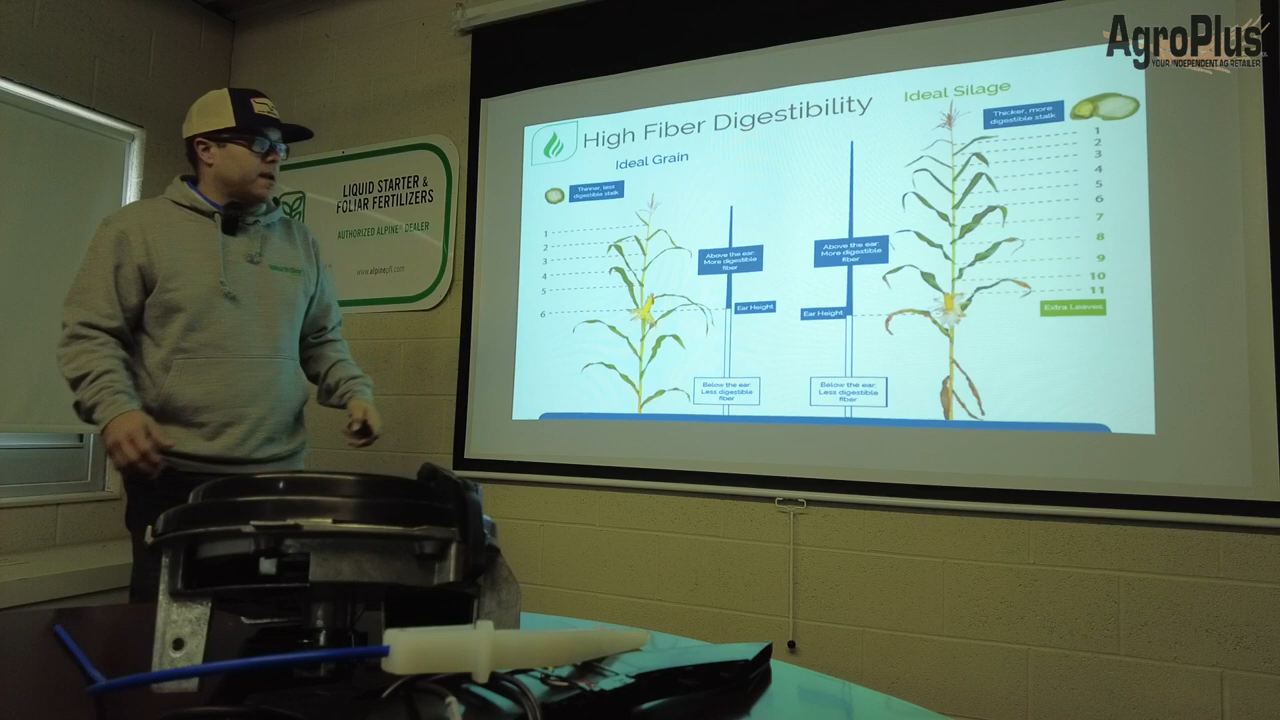 AgroPlus
YOUR INDEPENDENT AG RETAILER
High Fiber Digestibility
Ideal Grain
Ideal Silage
Thinner, less
digestible stalk
Thicker, more
digestible stalk
1
2
3
4
5
6
Above the ear:
More digestible
fiber
Ear Height
Below the ear:
Less digestible
fiber
Above the ear:
More digestible
fiber
Ear Height
Below the ear:
Less digestible
fiber
1
2
3
4
5
6
7
8
9
10
11
Extra Leaves
LIQUID STARTER &
FOLIAR FERTILIZERS
AUTHORIZED ALPINE® DEALER